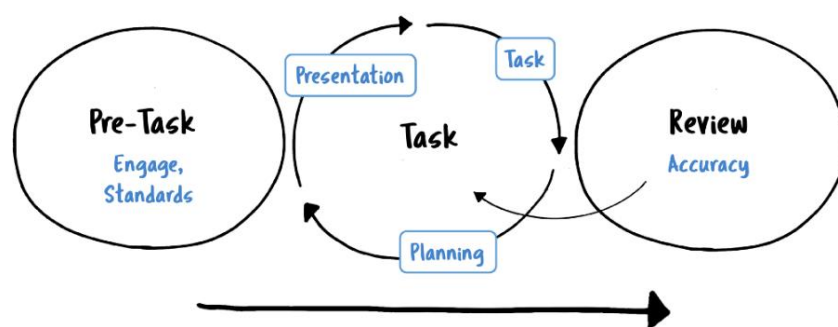 Pre-Task
Engage,
Standards
Presentation
Task
Task
Planning
Review
Accuracy